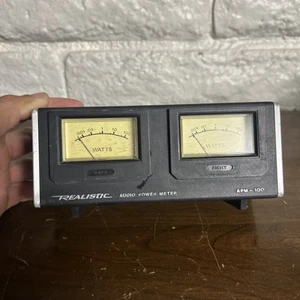 WATTS
WATTS
RIGHT
REALISTIC
AUDIO POWER METER
APM-100